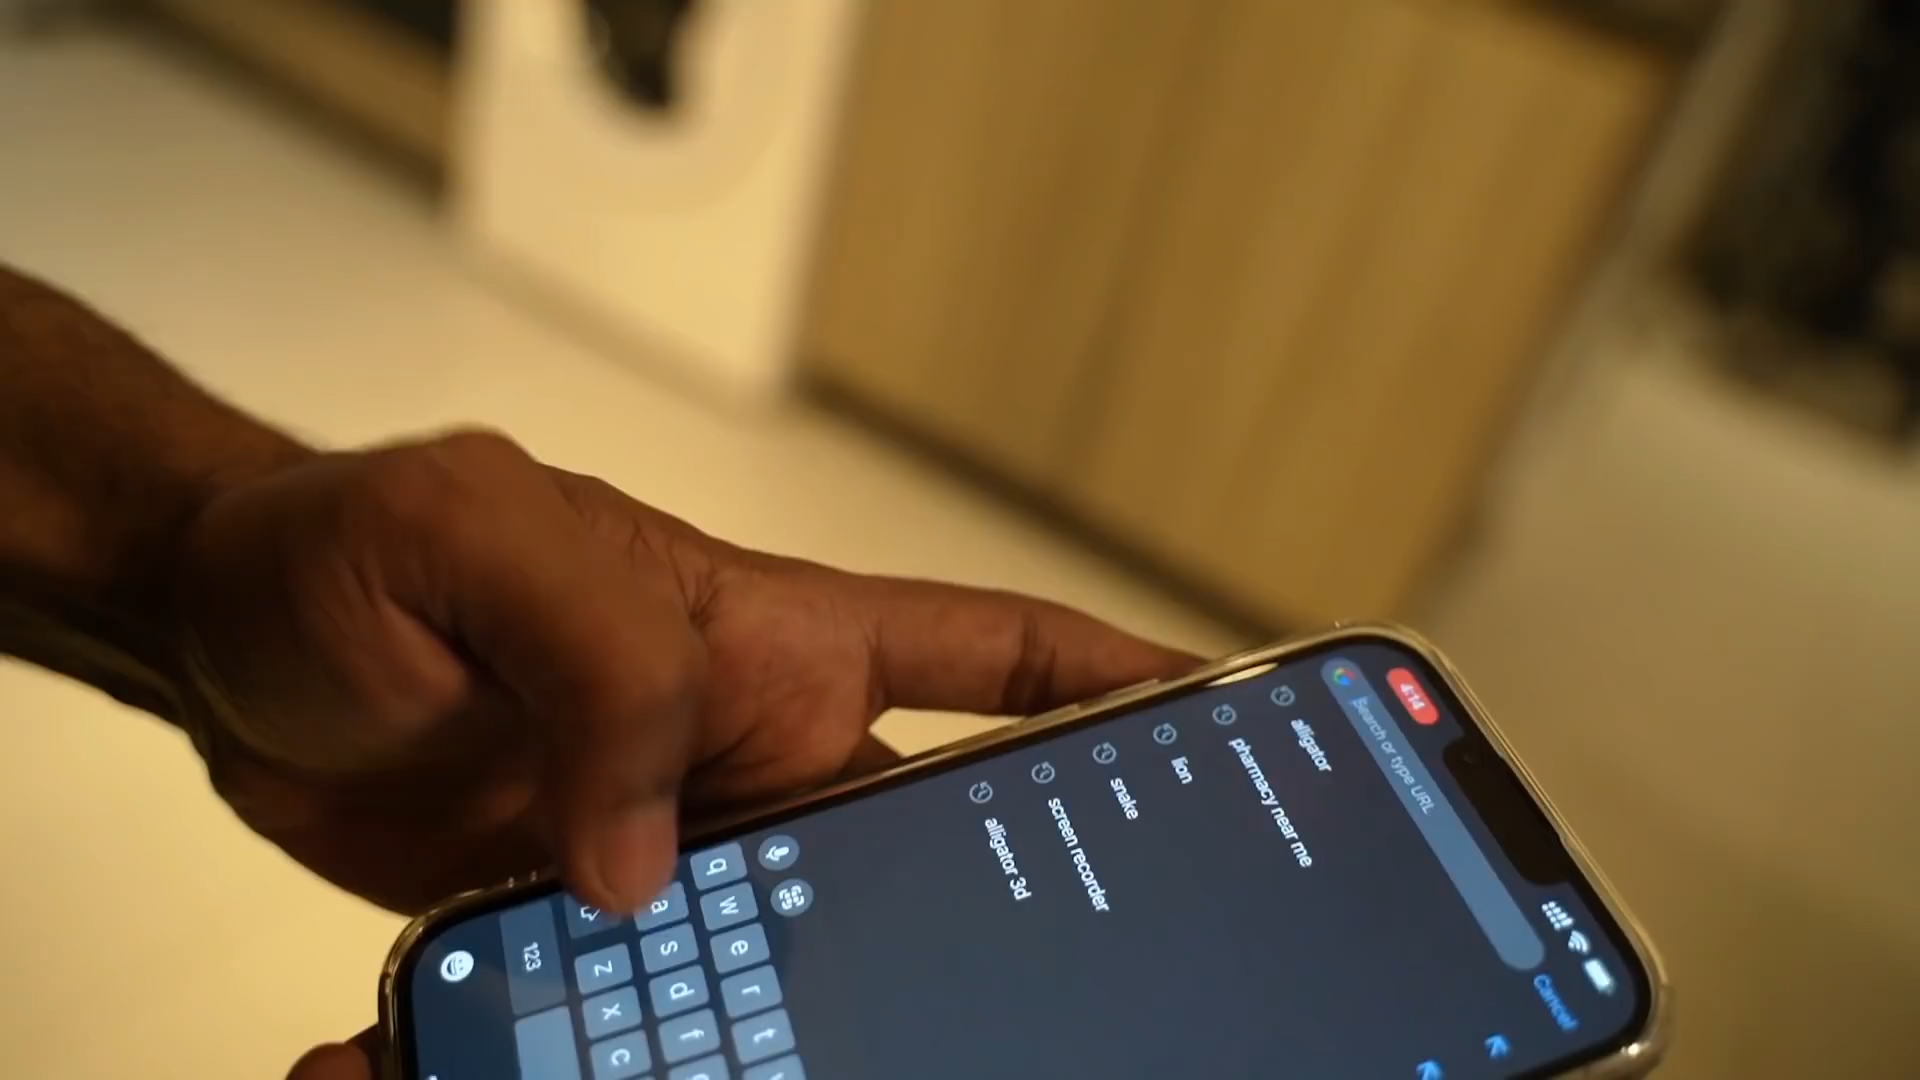 4:14
Search or type URL
Cancel
alligator
pharmacy near me
lion
snake
screen recorder
alligator 3d
q w e r t
a s d f
z x c
123